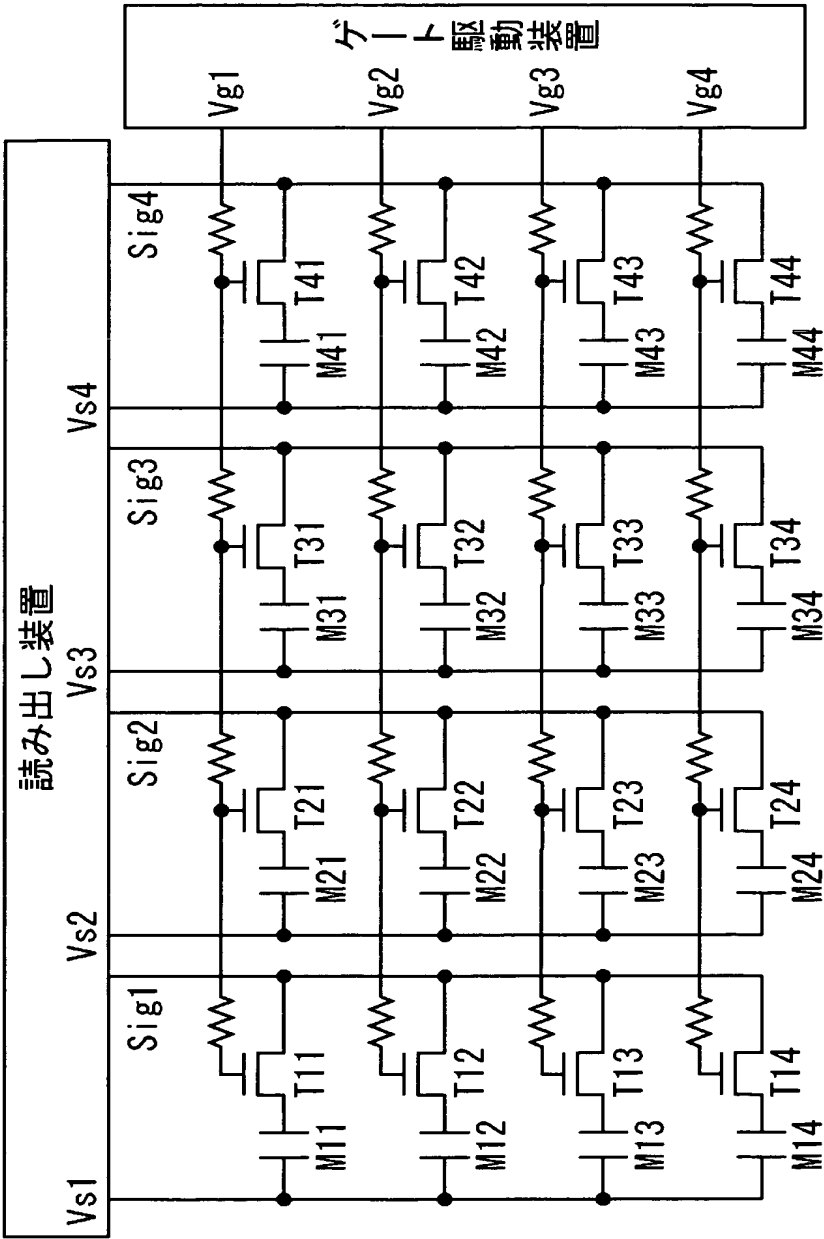 読み出し装置
ゲート駆動装置
Vs1
Vs2
Vs3
Vs4
Sig1
Sig2
Sig3
Sig4
Vg1
T11
T21
T31
T41
M11
M21
M31
M41
Vg2
T12
T22
T32
T42
M12
M22
M32
M42
Vg3
T13
T23
T33
T43
M13
M23
M33
M43
Vg4
T14
T24
T34
T44
M14
M24
M34
M44